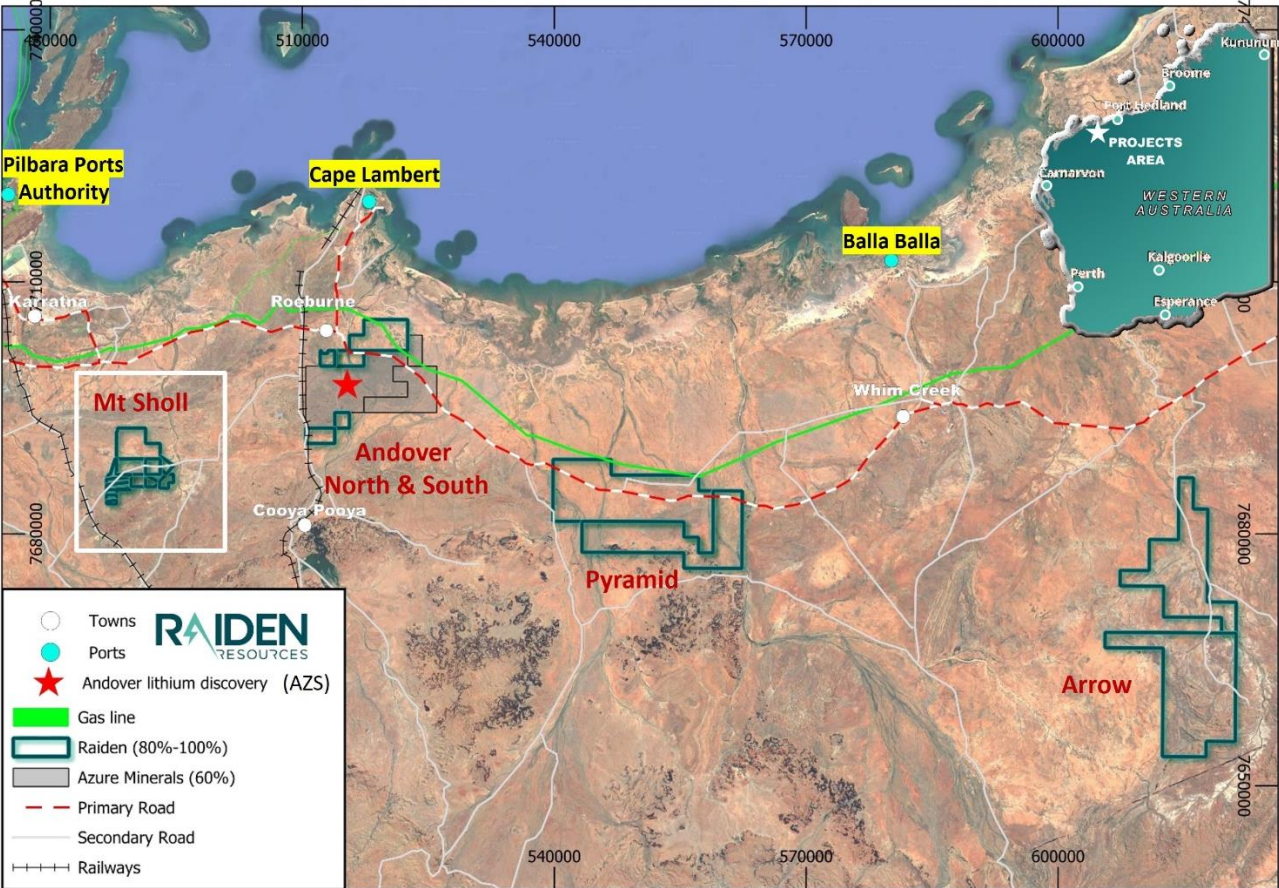 480000
510000
540000
570000
600000
Kununurra
Broome
Port Hedland
PROJECTS
AREA
Carnarvon
WESTERN
AUSTRALIA
Kalgoorlie
Perth
Esperance
Pilbara Ports
Authority
Cape Lambert
Balla Balla
Karratna
Roeburne
Whim Creek
Mt Sholl
Andover
North & South
Cooya Pooya
Pyramid
Arrow
7680000
7680000
7650000
Towns
RAIDEN
RESOURCES
Ports
Andover lithium discovery (AZS)
Gas line
Raiden (80%-100%)
Azure Minerals (60%)
Primary Road
Secondary Road
Railways
540000
570000
600000